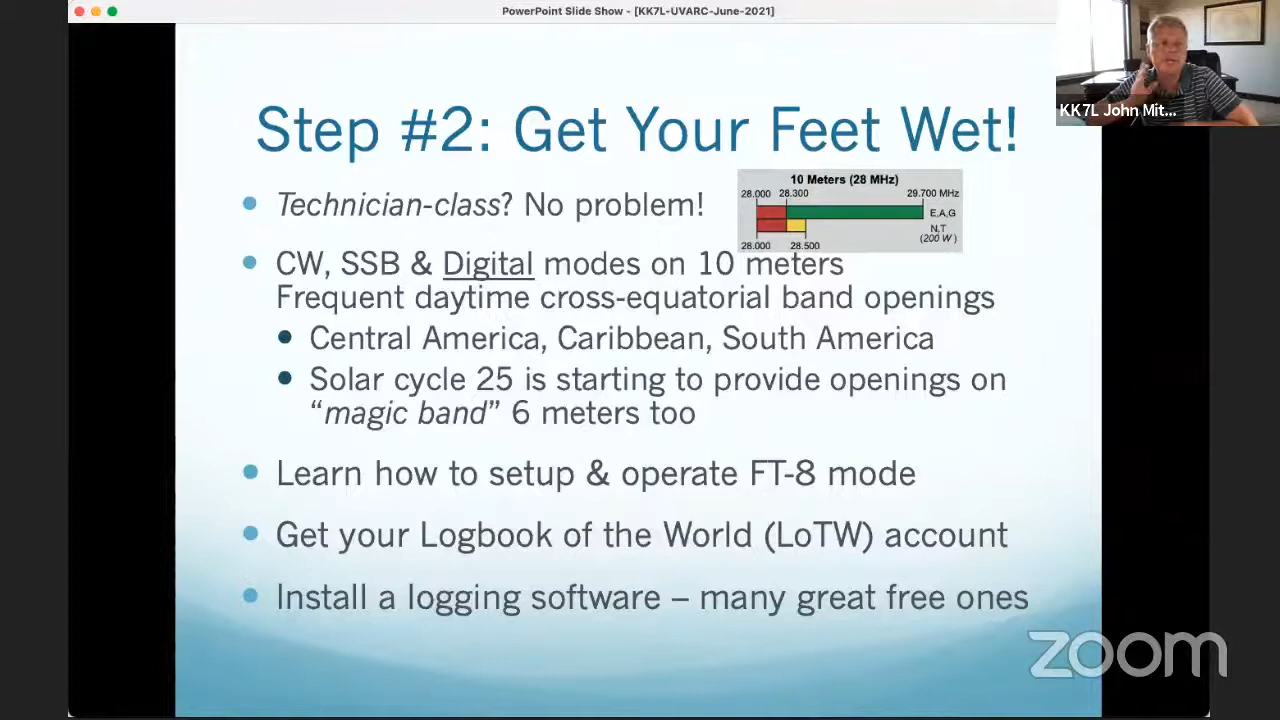 PowerPoint Slide Show - [KK7L-UVARC-June-2021]
KK7L John Mit...
Step #2: Get Your Feet Wet!
Technician-class? No problem!
10 Meters (28 MHz)
28.000 28.300 29.700 MHz
E,A,G
N,T
(200 W)
28.000 28.500
CW, SSB & Digital modes on 10 meters
Frequent daytime cross-equatorial band openings
Central America, Caribbean, South America
Solar cycle 25 is starting to provide openings on
“magic band” 6 meters too
Learn how to setup & operate FT-8 mode
Get your Logbook of the World (LoTW) account
Install a logging software – many great free ones
zoom